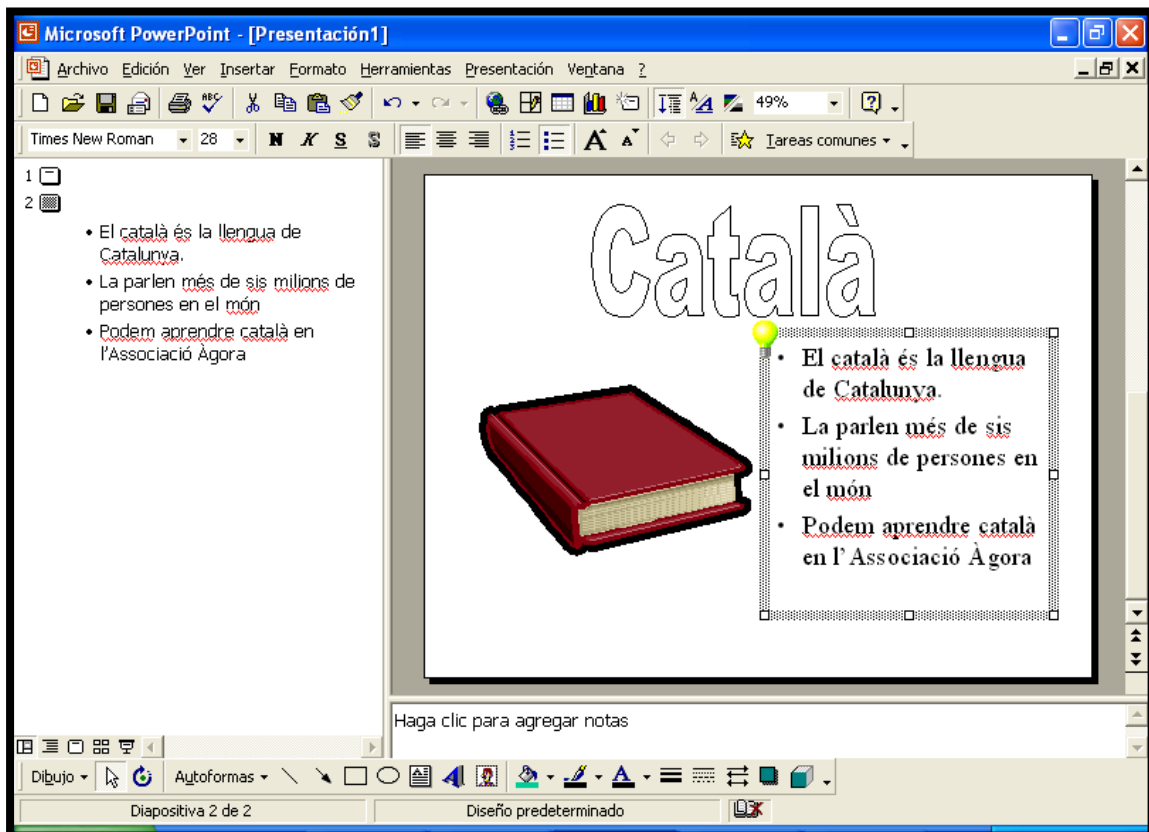 Microsoft PowerPoint - [Presentación1]
Archivo Edición Ver Insertar Formato Herramientas Presentación Ventana ?
49%
Times New Roman 28 N K S S Tareas comunes
1
2
• El català és la llengua de
Catalunya.
• La parlen més de sis milions de
persones en el món
• Podem aprendre català en
l'Associació Àgora
Català
• El català és la llengua
de Catalunya.
• La parlen més de sis
milions de persones en
el món
• Podem aprendre català
en l'Associació Àgora
Haga clic para agregar notas
Dibujo Autoformas
Diapositiva 2 de 2 Diseño predeterminado